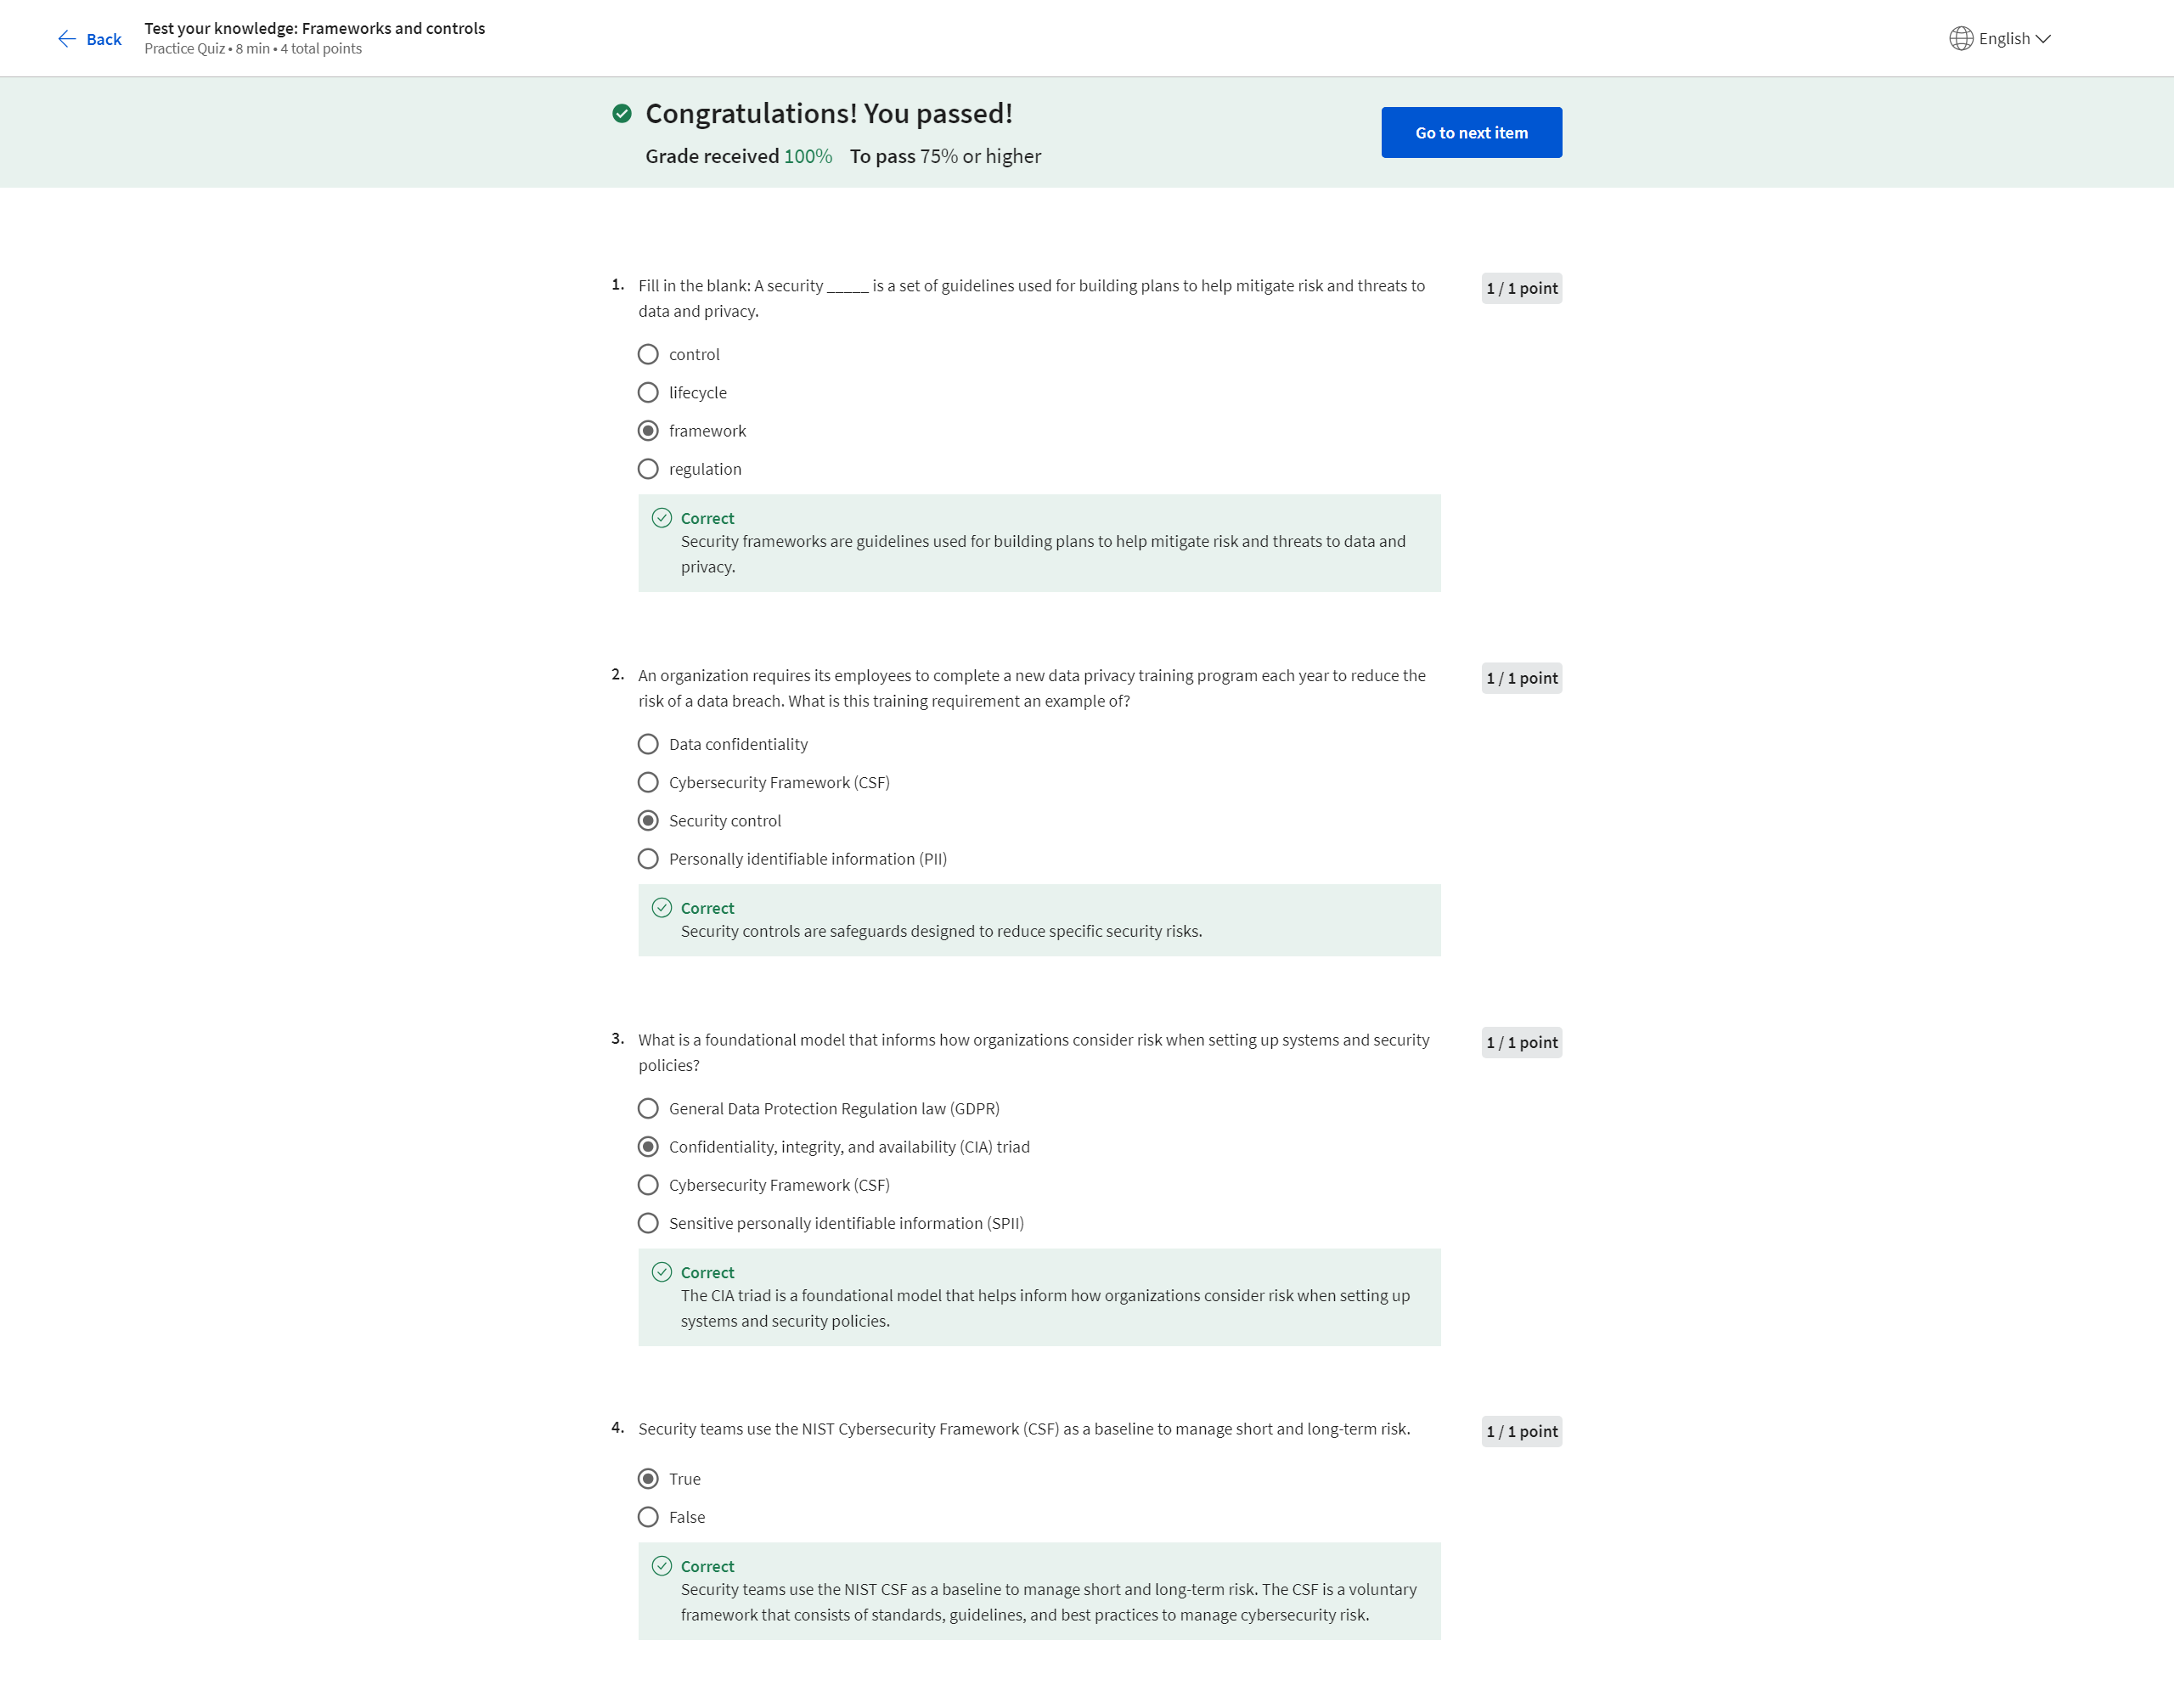 Back
Test your knowledge: Frameworks and controls
Practice Quiz • 8 min • 4 total points
English
Congratulations! You passed!
Grade received 100% To pass 75% or higher
Go to next item
1. Fill in the blank: A security _____ is a set of guidelines used for building plans to help mitigate risk and threats to
data and privacy.
1 / 1 point
control
lifecycle
framework
regulation
Correct
Security frameworks are guidelines used for building plans to help mitigate risk and threats to data and
privacy.
2. An organization requires its employees to complete a new data privacy training program each year to reduce the
risk of a data breach. What is this training requirement an example of?
1 / 1 point
Data confidentiality
Cybersecurity Framework (CSF)
Security control
Personally identifiable information (PII)
Correct
Security controls are safeguards designed to reduce specific security risks.
3. What is a foundational model that informs how organizations consider risk when setting up systems and security
policies?
1 / 1 point
General Data Protection Regulation law (GDPR)
Confidentiality, integrity, and availability (CIA) triad
Cybersecurity Framework (CSF)
Sensitive personally identifiable information (SPII)
Correct
The CIA triad is a foundational model that helps inform how organizations consider risk when setting up
systems and security policies.
4. Security teams use the NIST Cybersecurity Framework (CSF) as a baseline to manage short and long-term risk.
1 / 1 point
True
False
Correct
Security teams use the NIST CSF as a baseline to manage short and long-term risk. The CSF is a voluntary
framework that consists of standards, guidelines, and best practices to manage cybersecurity risk.